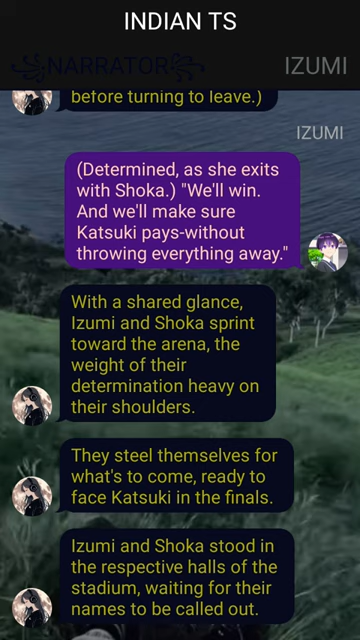 INDIAN TS
꧁NARRATOR꧂
IZUMI
before turning to leave.)
IZUMI
(Determined, as she exits
with Shoka.) "We'll win.
And we'll make sure
Katsuki pays-without
throwing everything away."
With a shared glance,
Izumi and Shoka sprint
toward the arena, the
weight of their
determination heavy on
their shoulders.
They steel themselves for
what's to come, ready to
face Katsuki in the finals.
Izumi and Shoka stood in
the respective halls of the
stadium, waiting for their
names to be called out.